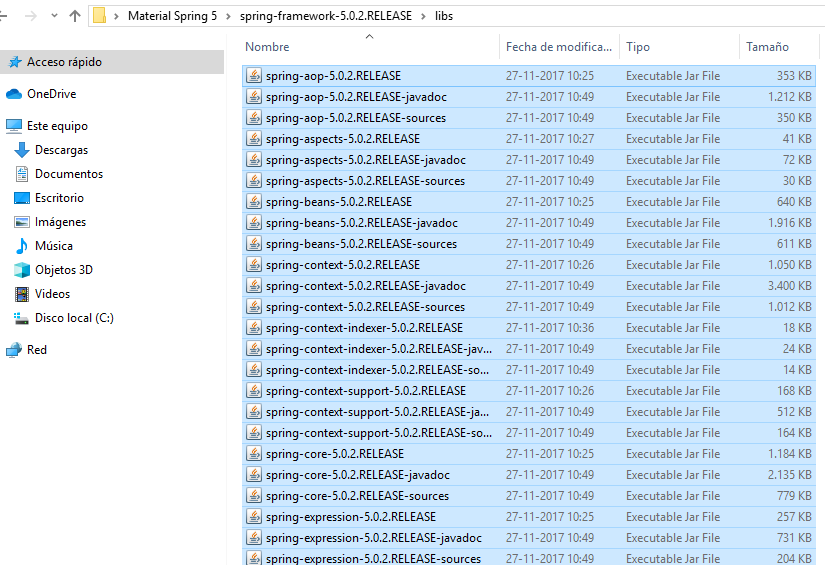 Material Spring 5 > spring-framework-5.0.2.RELEASE > libs
Nombre Fecha de modifica... Tipo Tamaño
Acceso rápido
OneDrive
Este equipo
Descargas
Documentos
Escritorio
Imágenes
Música
Objetos 3D
Videos
Disco local (C:)
Red
spring-aop-5.0.2.RELEASE 27-11-2017 10:25 Executable Jar File 353 KB
spring-aop-5.0.2.RELEASE-javadoc 27-11-2017 10:49 Executable Jar File 1.212 KB
spring-aop-5.0.2.RELEASE-sources 27-11-2017 10:49 Executable Jar File 350 KB
spring-aspects-5.0.2.RELEASE 27-11-2017 10:27 Executable Jar File 41 KB
spring-aspects-5.0.2.RELEASE-javadoc 27-11-2017 10:49 Executable Jar File 72 KB
spring-aspects-5.0.2.RELEASE-sources 27-11-2017 10:49 Executable Jar File 30 KB
spring-beans-5.0.2.RELEASE 27-11-2017 10:25 Executable Jar File 640 KB
spring-beans-5.0.2.RELEASE-javadoc 27-11-2017 10:49 Executable Jar File 1.916 KB
spring-beans-5.0.2.RELEASE-sources 27-11-2017 10:49 Executable Jar File 611 KB
spring-context-5.0.2.RELEASE 27-11-2017 10:26 Executable Jar File 1.050 KB
spring-context-5.0.2.RELEASE-javadoc 27-11-2017 10:49 Executable Jar File 3.400 KB
spring-context-5.0.2.RELEASE-sources 27-11-2017 10:49 Executable Jar File 1.012 KB
spring-context-indexer-5.0.2.RELEASE 27-11-2017 10:36 Executable Jar File 18 KB
spring-context-indexer-5.0.2.RELEASE-jav... 27-11-2017 10:49 Executable Jar File 24 KB
spring-context-indexer-5.0.2.RELEASE-so... 27-11-2017 10:49 Executable Jar File 14 KB
spring-context-support-5.0.2.RELEASE 27-11-2017 10:26 Executable Jar File 168 KB
spring-context-support-5.0.2.RELEASE-ja... 27-11-2017 10:49 Executable Jar File 512 KB
spring-context-support-5.0.2.RELEASE-so... 27-11-2017 10:49 Executable Jar File 164 KB
spring-core-5.0.2.RELEASE 27-11-2017 10:25 Executable Jar File 1.184 KB
spring-core-5.0.2.RELEASE-javadoc 27-11-2017 10:49 Executable Jar File 2.135 KB
spring-core-5.0.2.RELEASE-sources 27-11-2017 10:49 Executable Jar File 779 KB
spring-expression-5.0.2.RELEASE 27-11-2017 10:25 Executable Jar File 257 KB
spring-expression-5.0.2.RELEASE-javadoc 27-11-2017 10:49 Executable Jar File 731 KB
spring-expression-5.0.2.RELEASE-sources 27-11-2017 10:49 Executable Jar File 204 KB